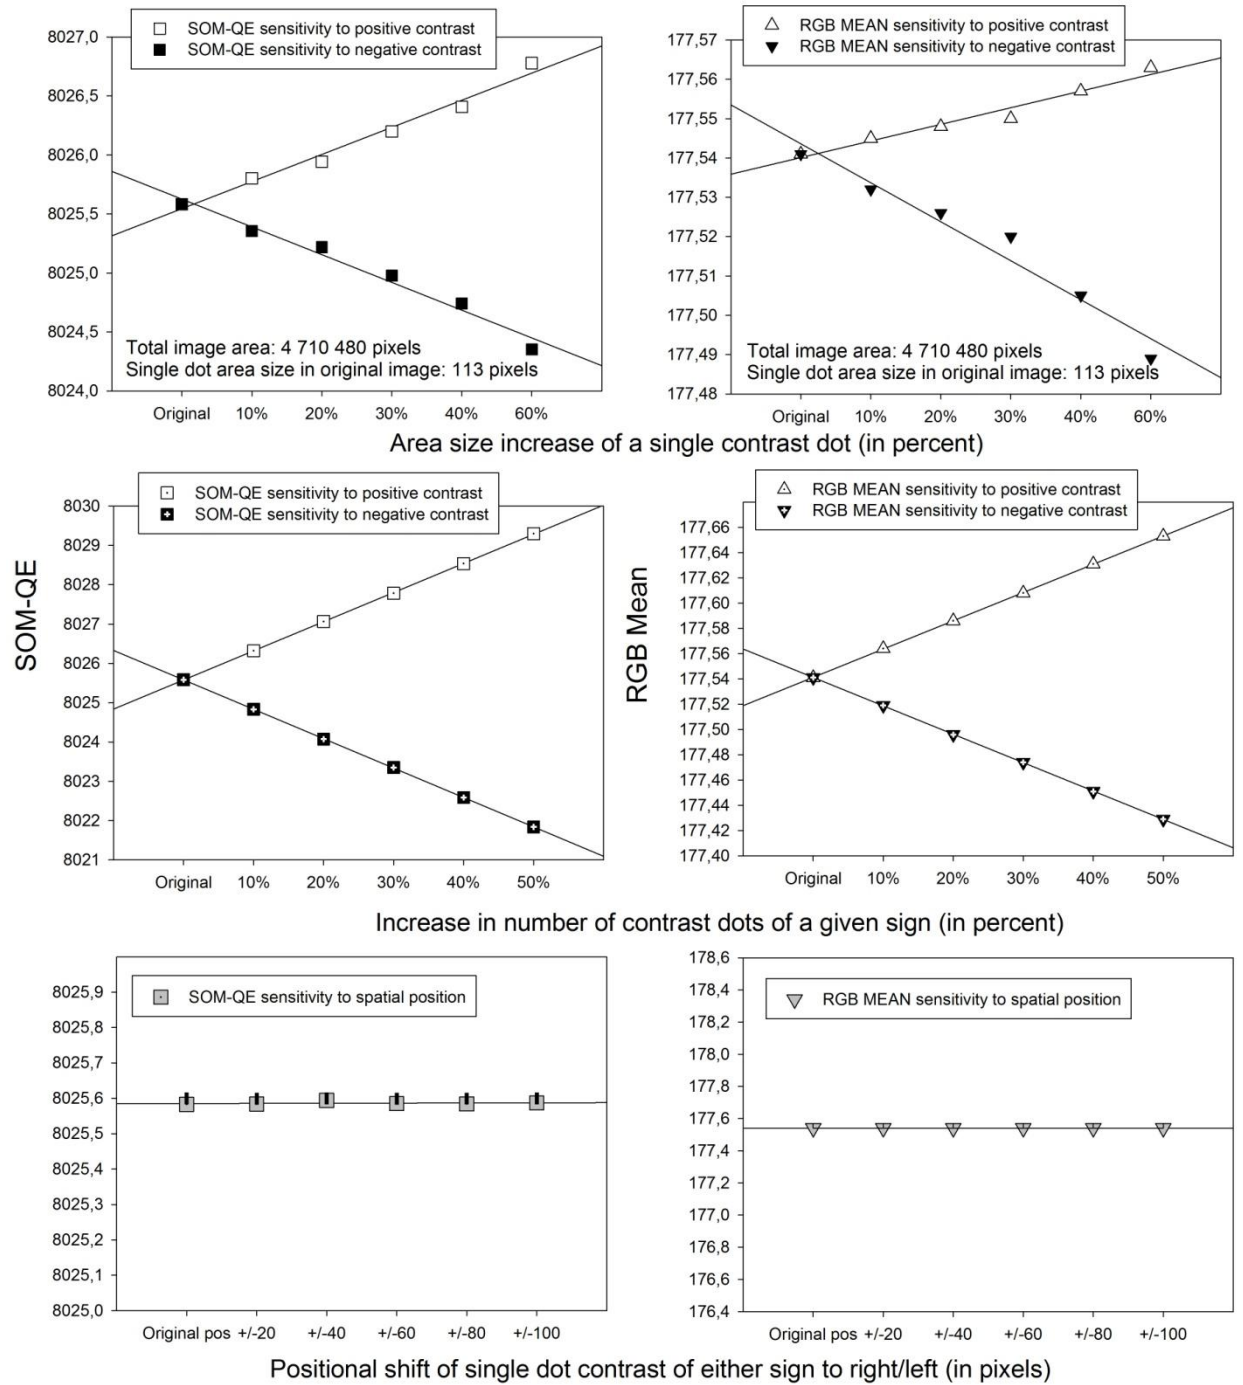 SOM-QE sensitivity to positive contrast
SOM-QE sensitivity to negative contrast
8027,0
8026,5
8026,0
8025,5
8025,0
8024,5
8024,0
Total image area: 4 710 480 pixels
Single dot area size in original image: 113 pixels
Original 10% 20% 30% 40% 60%
RGB MEAN sensitivity to positive contrast
RGB MEAN sensitivity to negative contrast
177,57
177,56
177,55
177,54
177,53
177,52
177,51
177,50
177,49
177,48
Total image area: 4 710 480 pixels
Single dot area size in original image: 113 pixels
Original 10% 20% 30% 40% 60%
Area size increase of a single contrast dot (in percent)
SOM-QE
SOM-QE sensitivity to positive contrast
SOM-QE sensitivity to negative contrast
8030
8029
8028
8027
8026
8025
8024
8023
8022
8021
Original 10% 20% 30% 40% 50%
RGB Mean
RGB MEAN sensitivity to positive contrast
RGB MEAN sensitivity to negative contrast
177,66
177,64
177,62
177,60
177,58
177,56
177,54
177,50
177,48
177,46
177,44
177,42
177,40
Original 10% 20% 30% 40% 50%
Increase in number of contrast dots of a given sign (in percent)
SOM-QE sensitivity to spatial position
8025,9
8025,8
8025,7
8025,6
8025,5
8025,4
8025,3
8025,2
8025,1
8025,0
Original pos +/-20 +/-40 +/-60 +/-80 +/-100
RGB MEAN sensitivity to spatial position
178,6
178,4
178,2
178,0
177,8
177,6
177,4
177,2
177,0
176,8
176,6
176,4
Original pos +/-20 +/-40 +/-60 +/-80 +/-100
Positional shift of single dot contrast of either sign to right/left (in pixels)